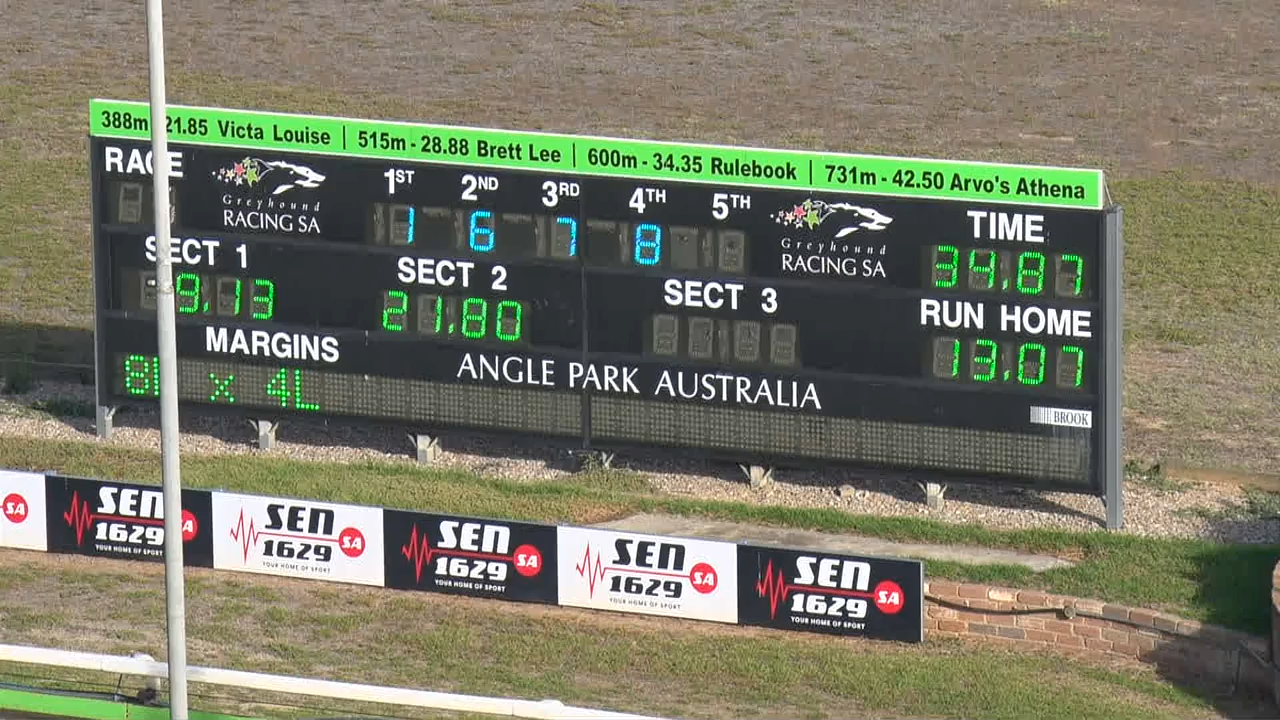 388m 21.85 Victa Louise | 515m - 28.88 Brett Lee | 600m - 34.35 Rulebook | 731m - 42.50 Arvo's Athena
RACE
Greyhound
RACING SA
1ST 2ND 3RD 4TH 5TH
1 6 7 8
Greyhound
RACING SA
TIME
34.87
SECT 1
9.13
SECT 2
21.80
SECT 3
RUN HOME
13.07
MARGINS
8L x 4L
ANGLE PARK AUSTRALIA
BROOK
SA
SEN
1629 SA
YOUR HOME OF SPORT
SEN
1629 SA
YOUR HOME OF SPORT
SEN
1629 SA
YOUR HOME OF SPORT
SEN
1629 SA
YOUR HOME OF SPORT
SEN
1629 SA
YOUR HOME OF SPORT